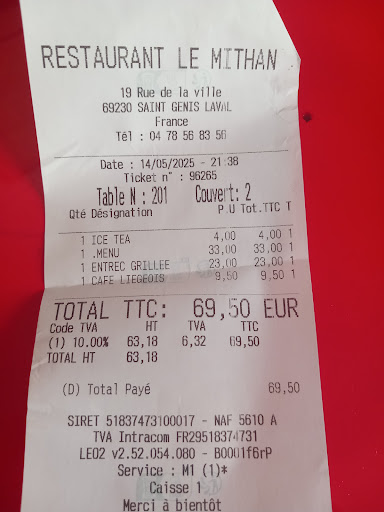 RESTAURANT LE MITHAN
19 Rue de la ville
69230 SAINT GENIS LAVAL
France
Tél : 04 78 56 83 56
Date : 14/05/2025 - 21:38
Ticket n° : 96265
Table N : 201 Couvert: 2
Qté Désignation P.U Tot.TTC T
1 ICE TEA 4,00 4,00 1
1 .MENU 33,00 33,00 1
1 ENTREC GRILLEE 23,00 23,00 1
1 CAFE LIEGEOIS 9,50 9,50 1
TOTAL TTC: 69,50 EUR
Code TVA HT TVA TTC
(1) 10.00% 63,18 6,32 69,50
TOTAL HT 63,18
(D) Total Payé 69,50
SIRET 51837473100017 - NAF 5610 A
TVA Intracom FR29518374731
LEO2 v2.52.054.080 - B0001f6rP
Service : M1 (1)*
Caisse 1
Merci à bientôt